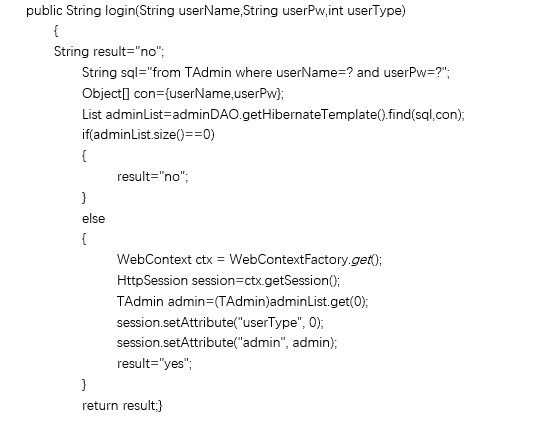 public String login(String userName,String userPw,int userType)
{
String result="no";
String sql="from TAdmin where userName=? and userPw=?";
Object[] con={userName,userPw};
List adminList=adminDAO.getHibernateTemplate().find(sql,con);
if(adminList.size()==0)
{
result="no";
}
else
{
WebContext ctx = WebContextFactory.get();
HttpSession session=ctx.getSession();
TAdmin admin=(TAdmin)adminList.get(0);
session.setAttribute("userType", 0);
session.setAttribute("admin", admin);
result="yes";
}
return result;}